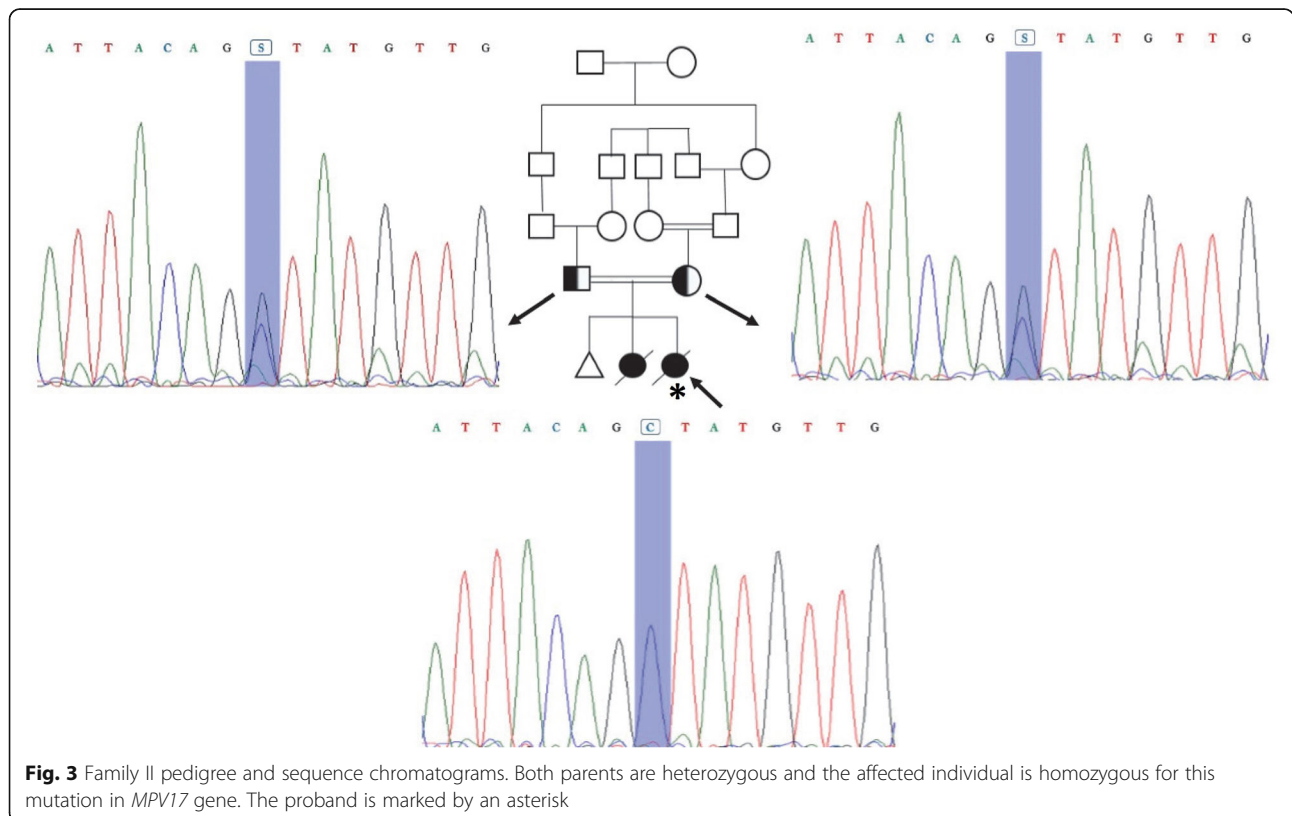 A T T A C A G S T A T G T T G
A T T A C A G S T A T G T T G
*
A T T A C A G C T A T G T T G
Fig. 3 Family II pedigree and sequence chromatograms. Both parents are heterozygous and the affected individual is homozygous for this
mutation in MPV17 gene. The proband is marked by an asterisk